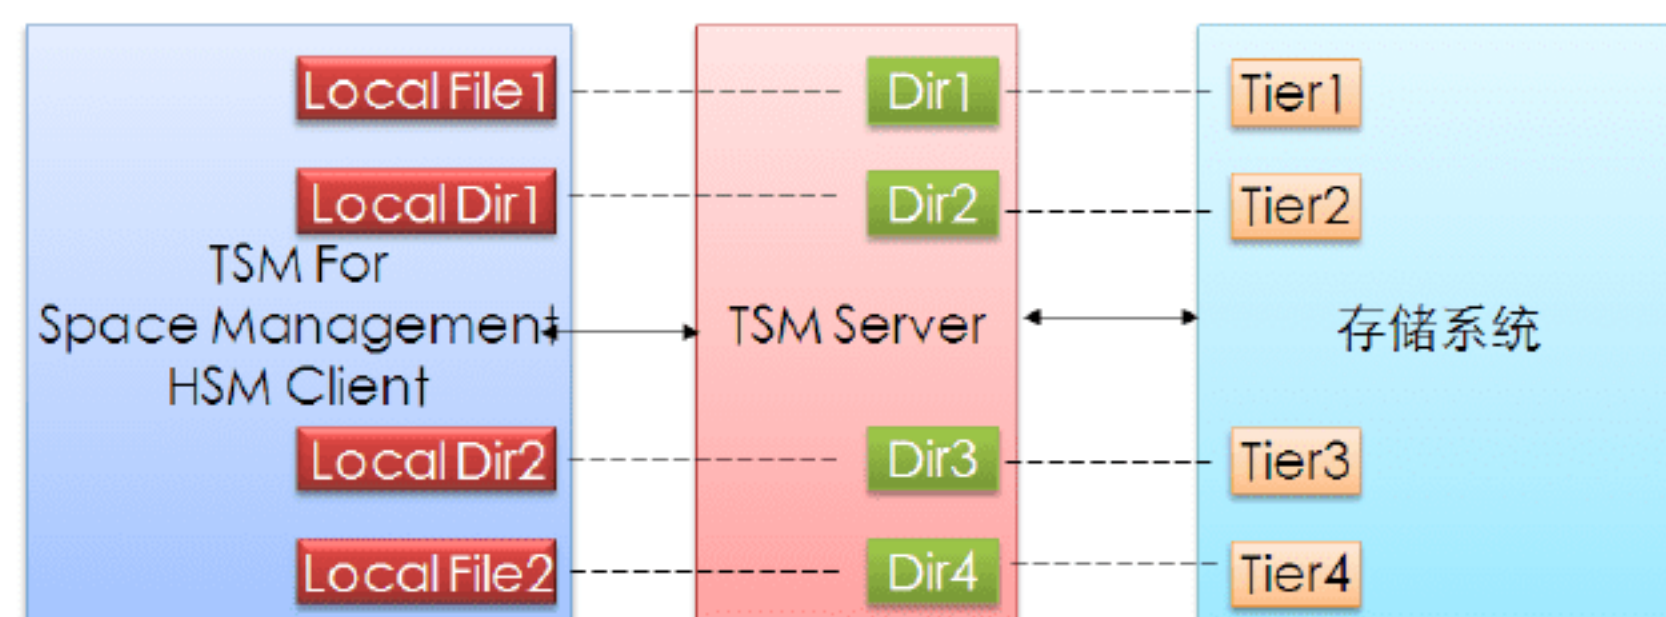 Local File1
Dir1
Tier1
Local Dir1
Dir2
Tier2
TSM For
Space Management
HSM Client
TSM Server
存储系统
Local Dir2
Dir3
Tier3
Local File2
Dir4
Tier4